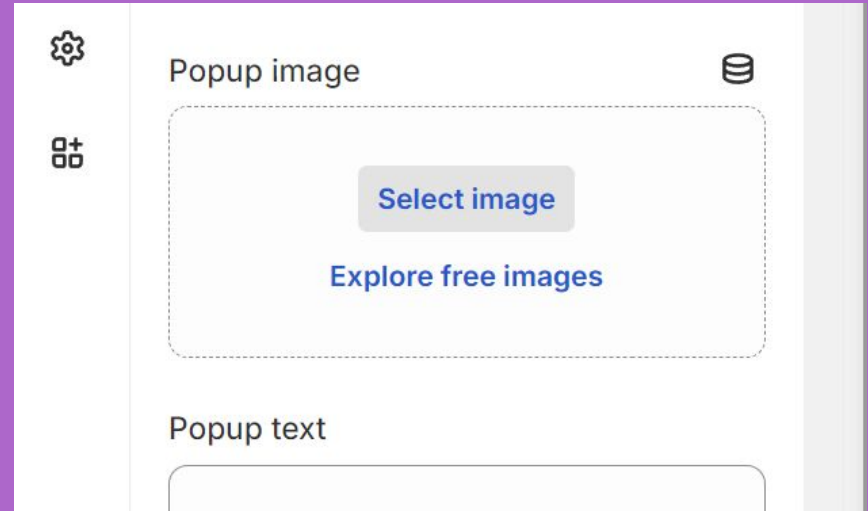 Popup image
Select image
Explore free images
Popup text